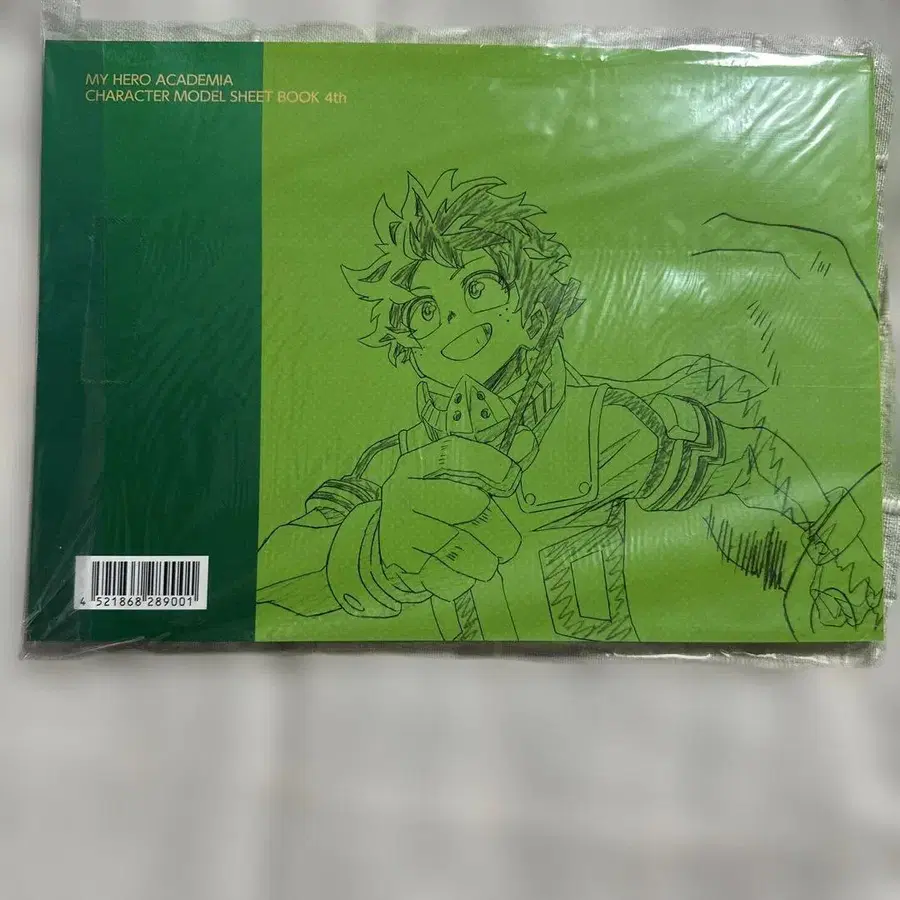 MY HERO ACADEMIA
CHARACTER MODEL SHEET BOOK 4th
4 521868 289001